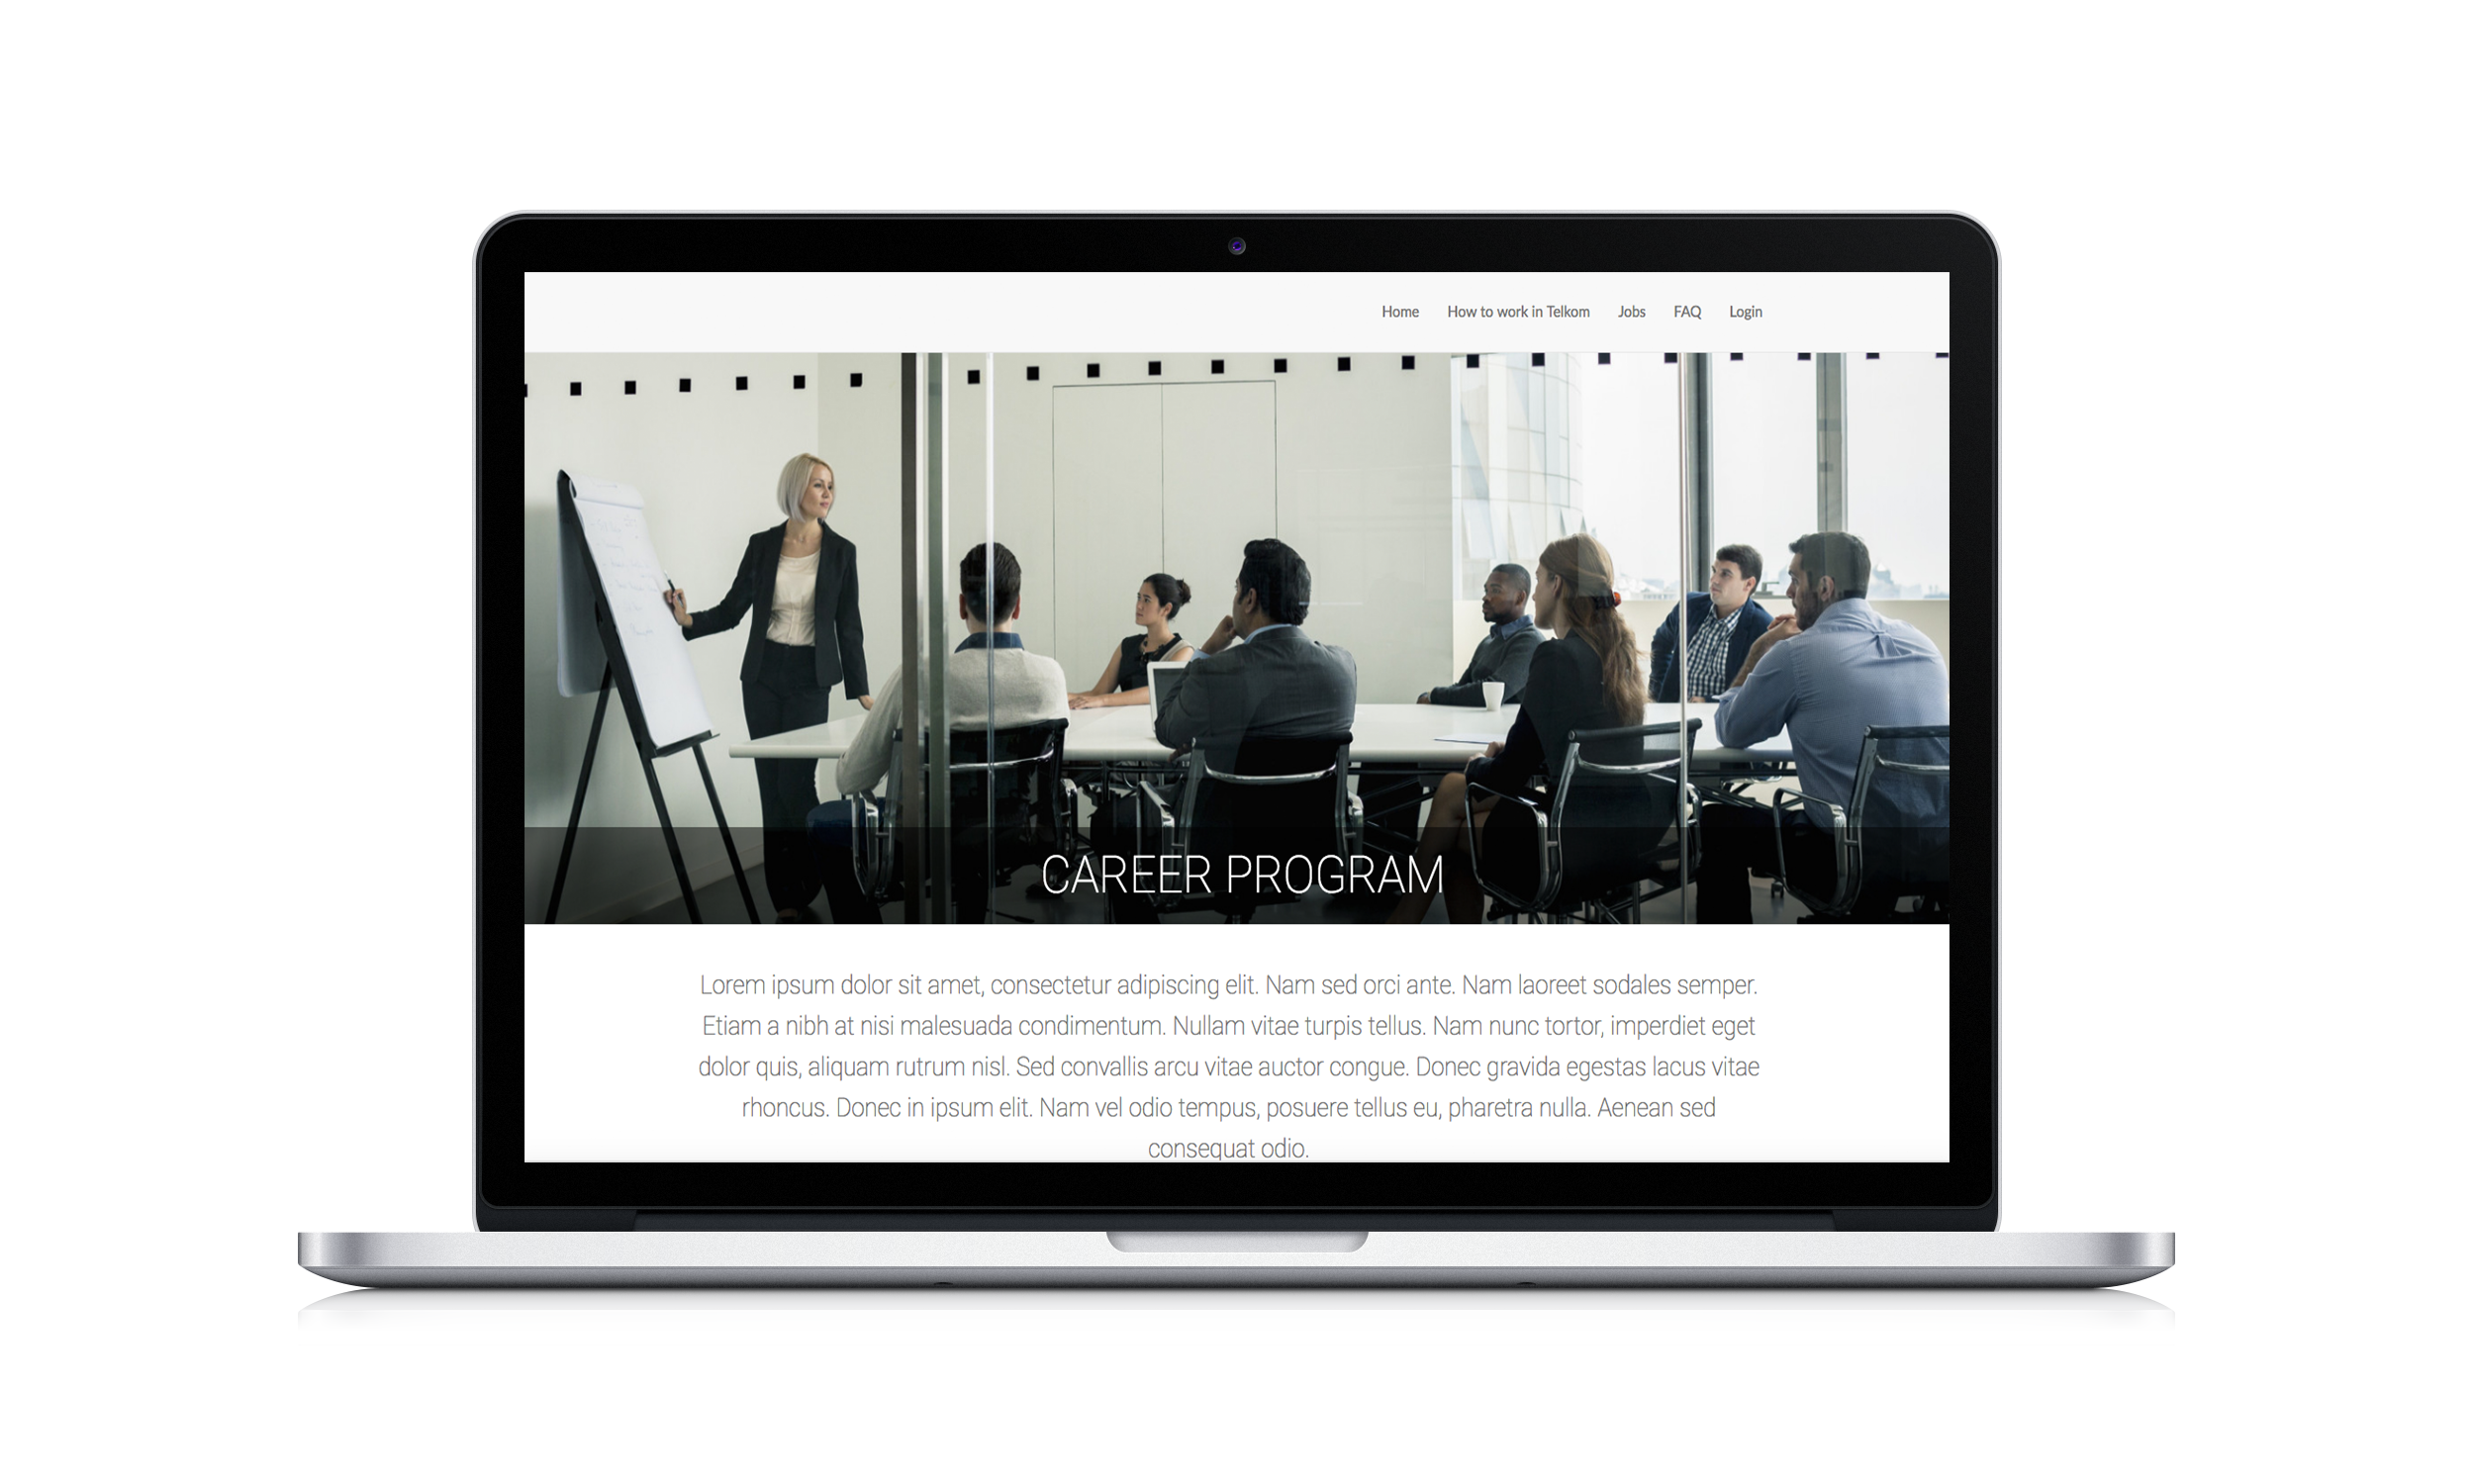 Home How to work in Telkom Jobs FAQ Login
CAREER PROGRAM
Lorem ipsum dolor sit amet, consectetur adipiscing elit. Nam sed orci ante. Nam laoreet sodales semper.
Etiam a nibh at nisi malesuada condimentum. Nullam vitae turpis tellus. Nam nunc tortor, imperdiet eget
dolor quis, aliquam rutrum nisl. Sed convallis arcu vitae auctor congue. Donec gravida egestas lacus vitae
rhoncus. Donec in ipsum elit. Nam vel odio tempus, posuere tellus eu, pharetra nulla. Aenean sed
consequat odio.